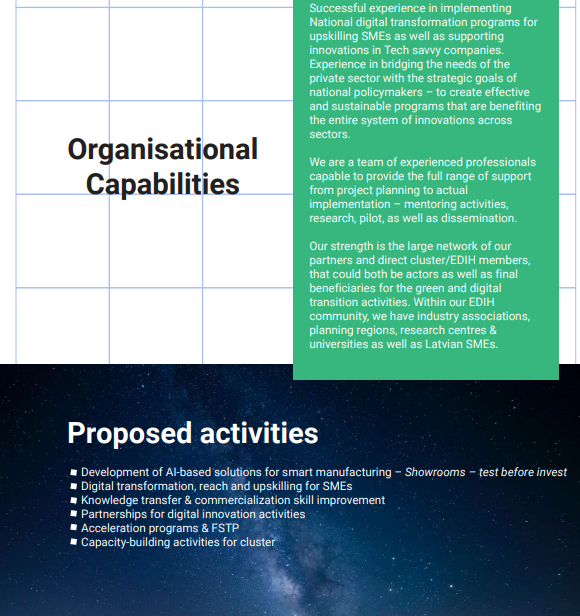 Organisational
Capabilities
Successful experience in implementing
National digital transformation programs for
upskilling SMEs as well as supporting
innovations in Tech savvy companies.
Experience in bridging the needs of the
private sector with the strategic goals of
national policymakers – to create effective
and sustainable programs that are benefiting
the entire system of innovations across
sectors.
We are a team of experienced professionals
capable to provide the full range of support
from project planning to actual
implementation – mentoring activities,
research, pilot, as well as dissemination.
Our strength is the large network of our
partners and direct cluster/EDIH members,
that could both be actors as well as final
beneficiaries for the green and digital
transition activities. Within our EDIH
community, we have industry associations,
planning regions, research centres &
universities as well as Latvian SMEs.
Proposed activities
Development of AI-based solutions for smart manufacturing – Showrooms – test before invest
Digital transformation, reach and upskilling for SMEs
Knowledge transfer & commercialization skill improvement
Partnerships for digital innovation activities
Acceleration programs & FSTP
Capacity-building activities for cluster